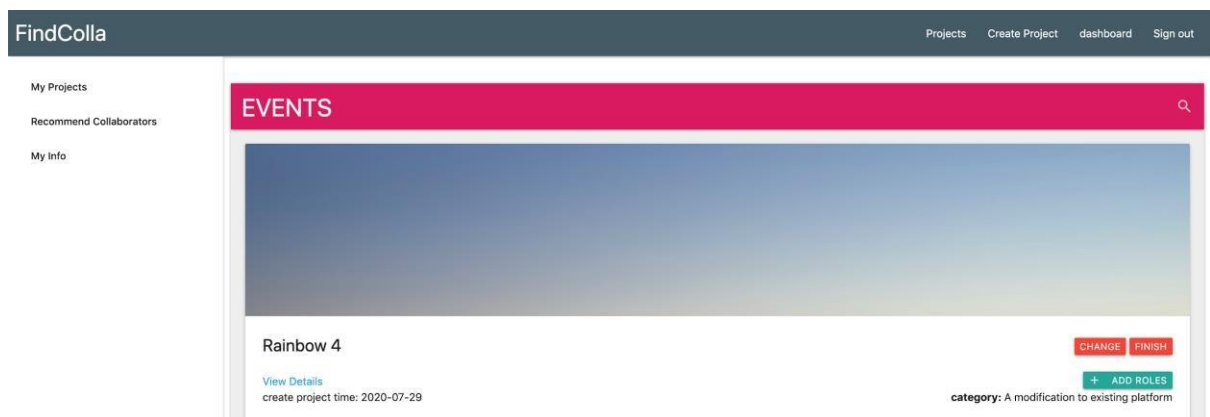 FindColla
Projects Create Project dashboard Sign out
My Projects
Recommend Collaborators
My Info
EVENTS
Rainbow 4
CHANGE FINISH
View Details
+ ADD ROLES
create project time: 2020-07-29
category: A modification to existing platform